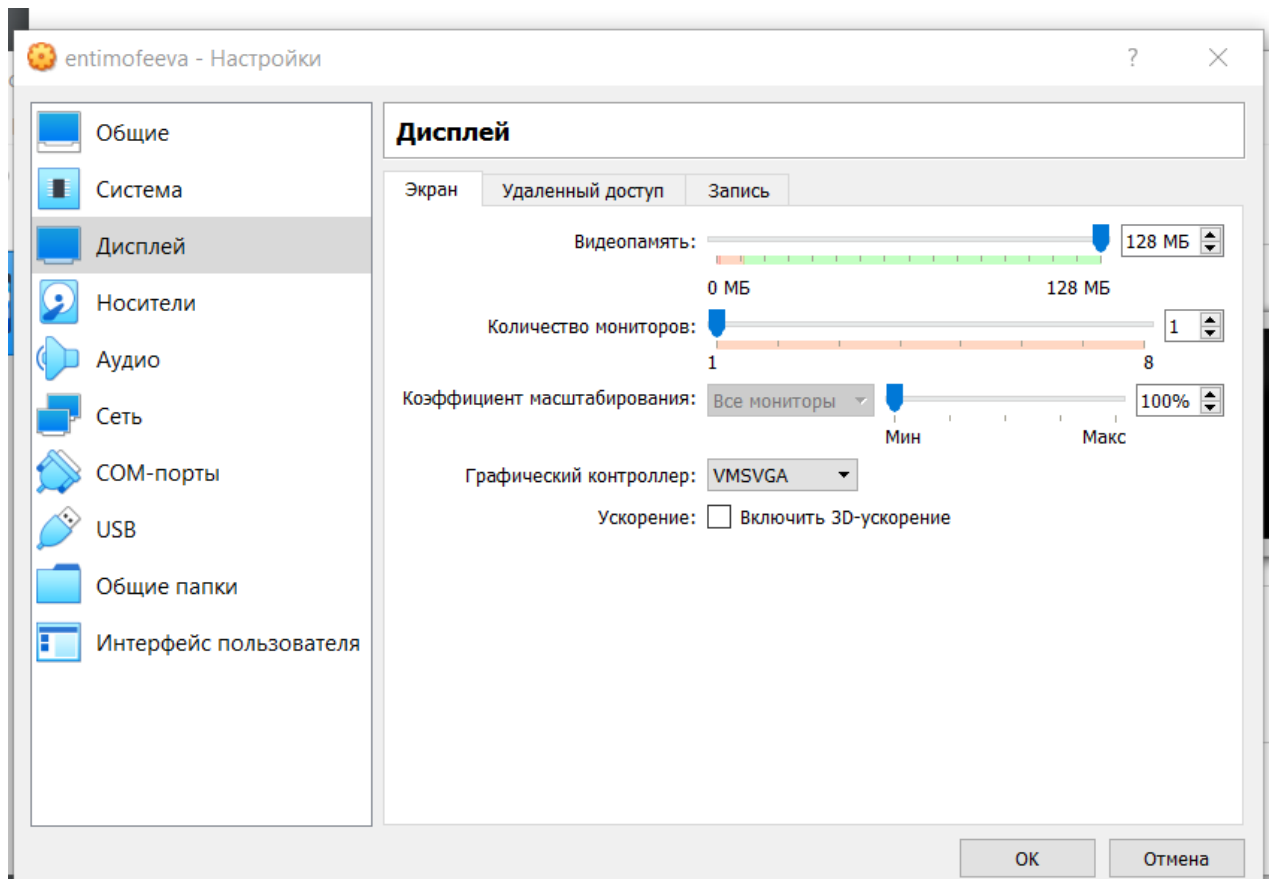 entimofeeva - Настройки
?
Общие
Система
Дисплей
Носители
Аудио
Сеть
COM-порты
USB
Общие папки
Интерфейс пользователя
Дисплей
Экран Удаленный доступ Запись
Видеопамять: 128 МБ
0 МБ 128 МБ
Количество мониторов: 1
1 8
Коэффициент масштабирования: Все мониторы 100%
Мин Макс
Графический контроллер: VMSVGA
Ускорение: Включить 3D-ускорение
OK Отмена